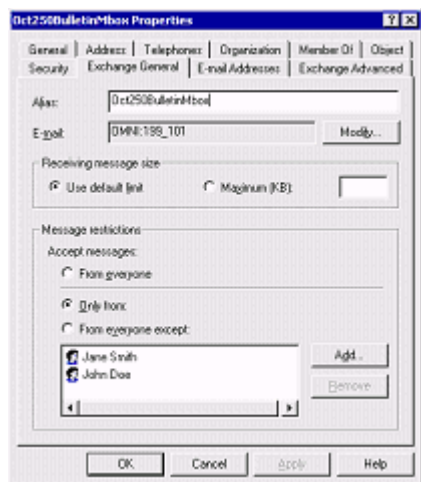 Oct250BulletinMbox Properties
General Address Telephones Organization Member Of Object
Security Exchange General E-mail Addresses Exchange Advanced
Alias: Oct250BulletinMbox
E-mail: OMNI:199_101 Modify...
Receiving message size
Use default limit Maximum (KB):
Message restrictions
Accept messages:
From everyone
Only from:
From everyone except:
Jane Smith
John Doe
Add...
Remove
OK Cancel Apply Help